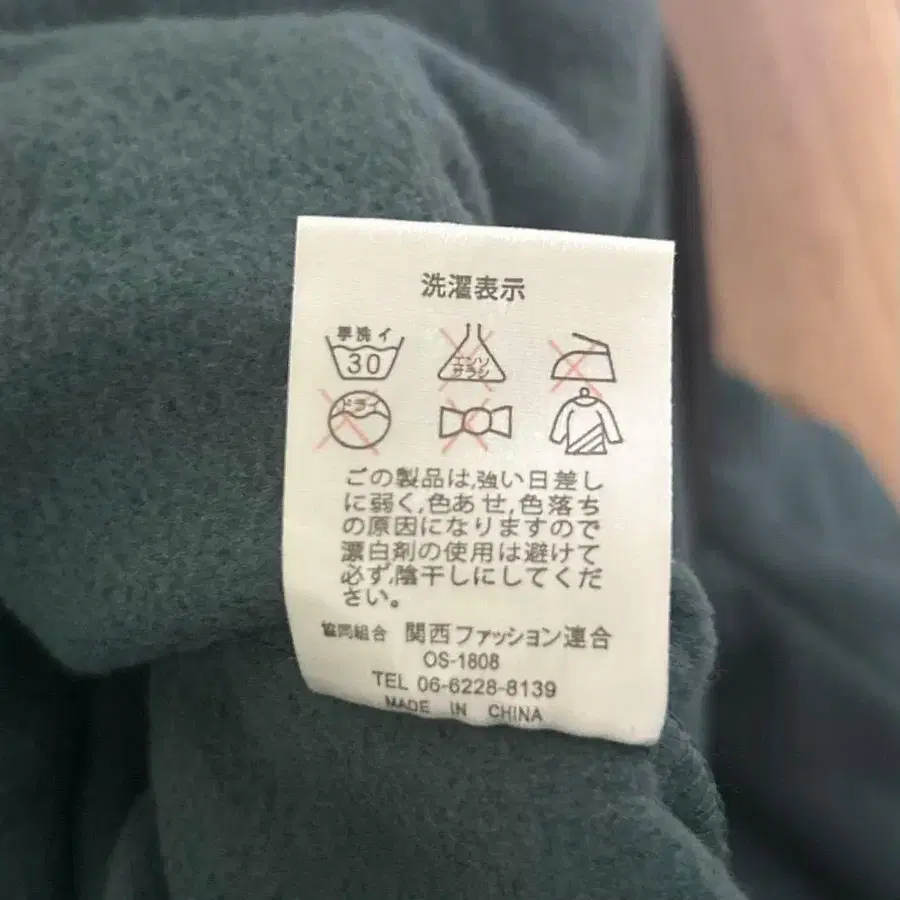 洗濯表示
手洗イ
30
エンソ
サラシ
ドライ
この製品は,強い日差し
に弱く,色あせ,色落ち
の原因になりますので
漂白剤の使用は避けて
必ず,陰干しにしてくだ
さい。
協同組合 関西ファッション連合
OS-1808
TEL 06-6228-8139
MADE IN CHINA